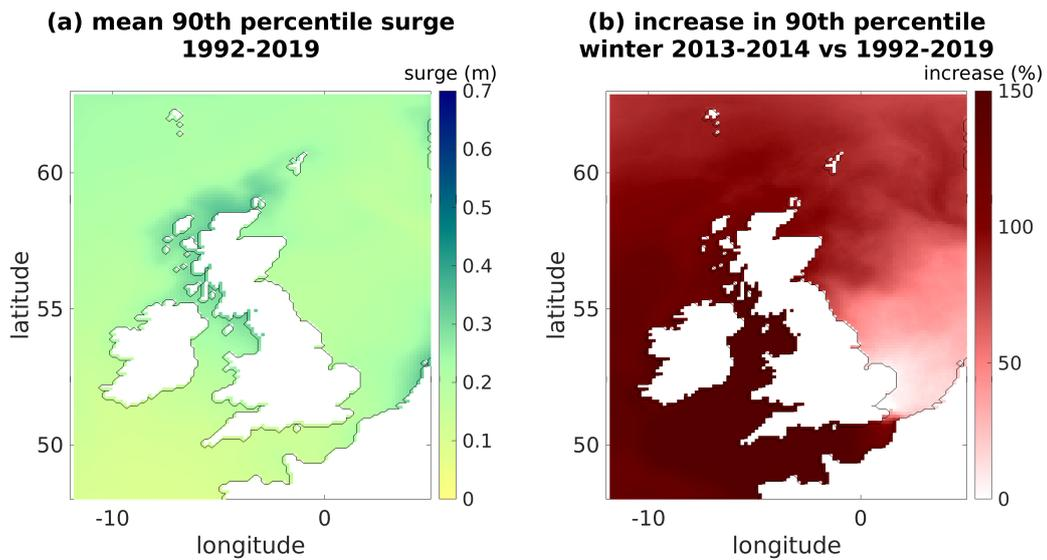 (a) mean 90th percentile surge
1992-2019
surge (m)
0.7
0.6
0.5
0.4
0.3
0.2
0.1
0
60
55
50
latitude
-10
0
longitude
(b) increase in 90th percentile
winter 2013-2014 vs 1992-2019
increase (%)
150
100
50
0
60
55
50
latitude
-10
0
longitude